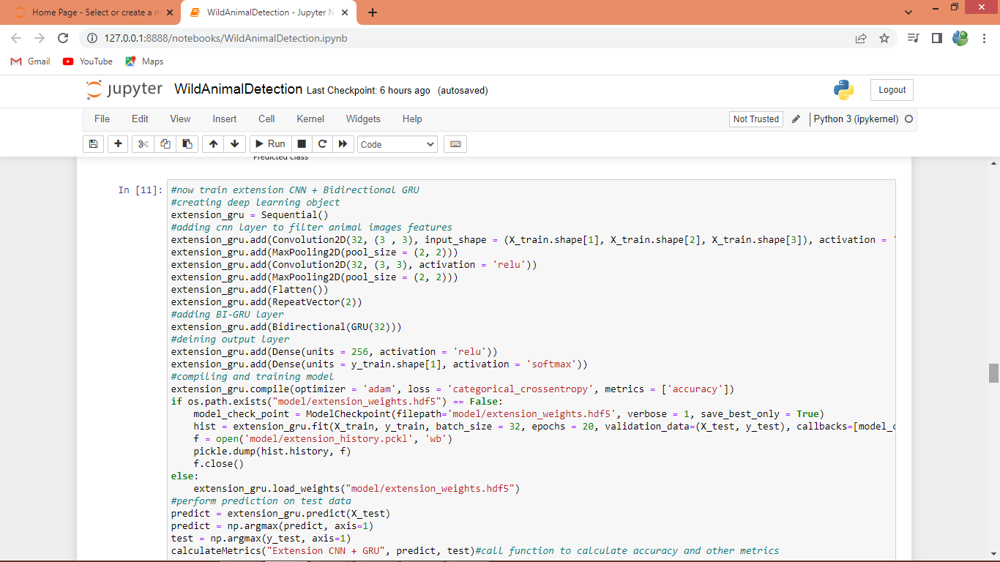 Home Page - Select or create a n
WildAnimalDetection - Jupyter N
127.0.0.1:8888/notebooks/WildAnimalDetection.ipynb
Gmail YouTube Maps
jupyter WildAnimalDetection Last Checkpoint: 6 hours ago (autosaved)
Logout
File Edit View Insert Cell Kernel Widgets Help
Not Trusted Python 3 (ipykernel)
Run Code
Predicted class
In [11]:
#now train extension CNN + Bidirectional GRU
#creating deep learning object
extension_gru = Sequential()
#adding cnn layer to filter animal images features
extension_gru.add(Convolution2D(32, (3 , 3), input_shape = (X_train.shape[1], X_train.shape[2], X_train.shape[3]), activation = '
extension_gru.add(MaxPooling2D(pool_size = (2, 2)))
extension_gru.add(Convolution2D(32, (3, 3), activation = 'relu'))
extension_gru.add(MaxPooling2D(pool_size = (2, 2)))
extension_gru.add(Flatten())
extension_gru.add(RepeatVector(2))
#adding BI-GRU layer
extension_gru.add(Bidirectional(GRU(32)))
#deining output layer
extension_gru.add(Dense(units = 256, activation = 'relu'))
extension_gru.add(Dense(units = y_train.shape[1], activation = 'softmax'))
#compiling and training model
extension_gru.compile(optimizer = 'adam', loss = 'categorical_crossentropy', metrics = ['accuracy'])
if os.path.exists("model/extension_weights.hdf5") == False:
    model_check_point = ModelCheckpoint(filepath='model/extension_weights.hdf5', verbose = 1, save_best_only = True)
    hist = extension_gru.fit(X_train, y_train, batch_size = 32, epochs = 20, validation_data=(X_test, y_test), callbacks=[model_c
    f = open('model/extension_history.pckl', 'wb')
    pickle.dump(hist.history, f)
    f.close()
else:
    extension_gru.load_weights("model/extension_weights.hdf5")
#perform prediction on test data
predict = extension_gru.predict(X_test)
predict = np.argmax(predict, axis=1)
test = np.argmax(y_test, axis=1)
calculateMetrics("Extension CNN + GRU", predict, test)#call function to calculate accuracy and other metrics